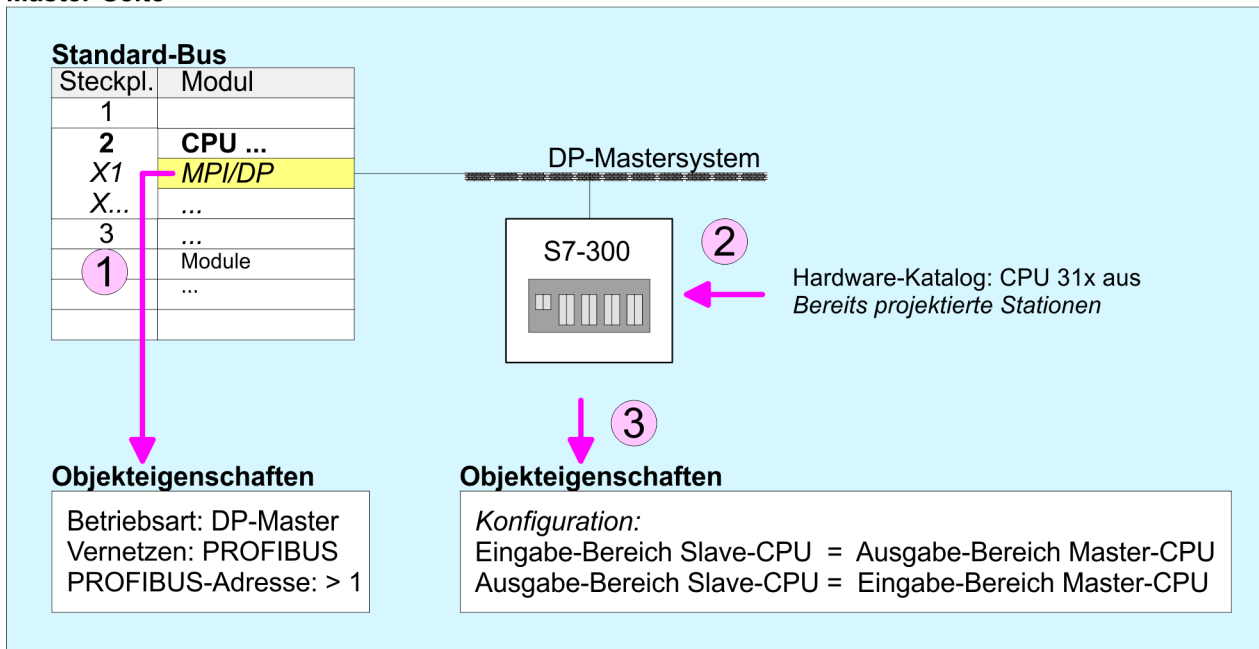 Standard-Bus
Steckpl. Modul
1
2 CPU ...
X1 MPI/DP
X... ...
3 ...
Module
...
1
DP-Mastersystem
S7-300
2
Hardware-Katalog: CPU 31x aus
Bereits projektierte Stationen
3
Objekteigenschaften
Betriebsart: DP-Master
Vernetzen: PROFIBUS
PROFIBUS-Adresse: > 1
Objekteigenschaften
Konfiguration:
Eingabe-Bereich Slave-CPU = Ausgabe-Bereich Master-CPU
Ausgabe-Bereich Slave-CPU = Eingabe-Bereich Master-CPU